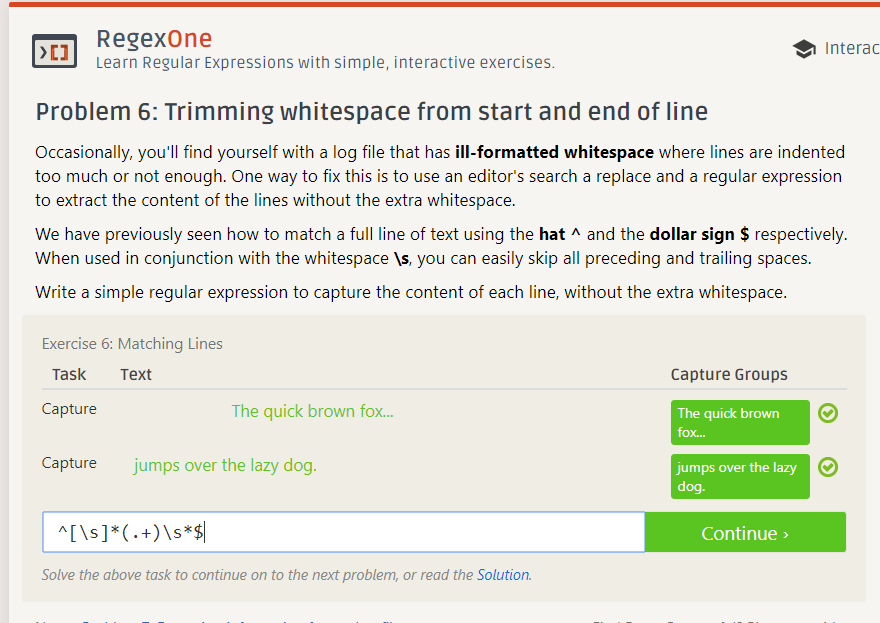 RegexOne
Learn Regular Expressions with simple, interactive exercises.
Interac
Problem 6: Trimming whitespace from start and end of line
Occasionally, you'll find yourself with a log file that has ill-formatted whitespace where lines are indented
too much or not enough. One way to fix this is to use an editor's search a replace and a regular expression
to extract the content of the lines without the extra whitespace.
We have previously seen how to match a full line of text using the hat ^ and the dollar sign $ respectively.
When used in conjunction with the whitespace \s, you can easily skip all preceding and trailing spaces.
Write a simple regular expression to capture the content of each line, without the extra whitespace.
Exercise 6: Matching Lines
Task Text Capture Groups
Capture The quick brown fox... The quick brown
fox...
Capture jumps over the lazy dog. jumps over the lazy
dog.
^[\s]*(.+)\s*$ Continue ›
Solve the above task to continue on to the next problem, or read the Solution.